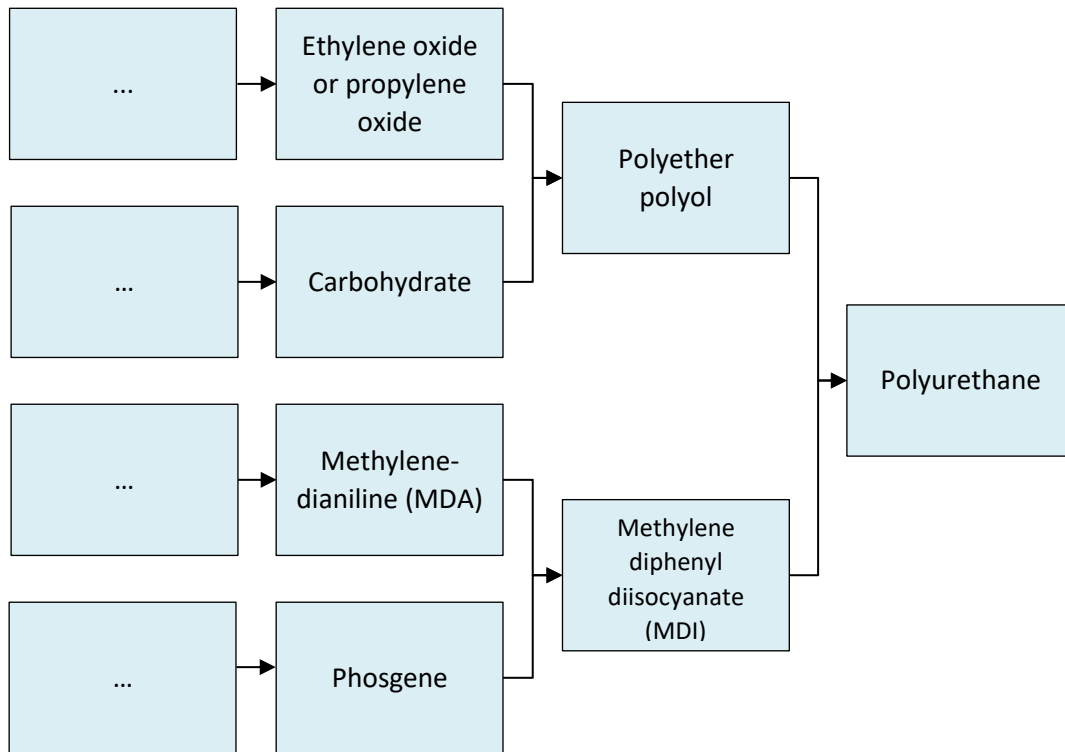 ...
Ethylene oxide
or propylene
oxide
Polyether
polyol
...
Carbohydrate
Polyurethane
...
Methylene-
dianiline (MDA)
Methylene
diphenyl
diisocyanate
(MDI)
...
Phosgene